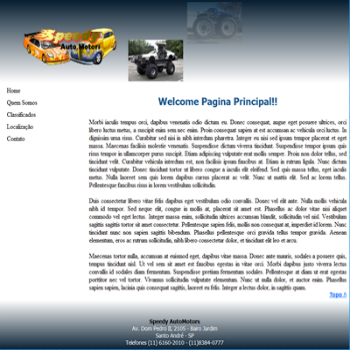 Speedy
Auto Motors
Home
Quem Somos
Classificados
Localização
Contato
Welcome Pagina Principal!!
Morbi iaculis tempus orci, dapibus venenatis odio dictum eu. Donec consequat, augue eget posuere ultrices, orci
libero luctus metus, a suscipit enim sem nec enim. Proin consequat sapien at est accumsan ac vehicula orci luctus. In
dignissim urna risus. Curabitur sed nisi in nibh interdum pharetra. Integer eu nisi sed ipsum tempor placerat et eget
massa. Maecenas facilisis molestie venenatis. Suspendisse dictum viverra tincidunt. Suspendisse tempor ipsum quis
risus tempor in ullamcorper purus suscipit. Etiam adipiscing vulputate erat mollis semper. Proin non dolor tellus, sed
tincidunt velit. Curabitur vehicula interdum est, non facilisis ipsum faucibus at. Etiam in rutrum ligula. Nunc dictum
tincidunt vulputate. Donec tincidunt tortor ut libero congue a iaculis elit eleifend. Sed quis massa tellus, eget iaculis
metus. Nulla laoreet sem quis lorem dapibus cursus placerat ac velit. Nunc ut mattis elit. Sed ac lorem tellus.
Pellentesque faucibus risus in lorem vestibulum sollicitudin.
Duis consectetur libero vitae felis dapibus eget vestibulum odio convallis. Donec vel elit ante. Nulla mollis vehicula
nibh id tempor. Sed neque elit, congue in mollis at, placerat sit amet est. Phasellus ac dolor vitae nisi aliquet
commodo vel eget lectus. Integer massa enim, sollicitudin ultrices accumsan blandit, sollicitudin vel nisl. Vestibulum
sagittis sagittis tortor sit amet consectetur. Pellentesque sapien felis, mollis non consequat at, imperdiet id lorem. Nunc
tincidunt nunc non sapien sagittis bibendum. Phasellus pellentesque orci gravida tellus tempor gravida. Aenean
elementum, eros ac rutrum sollicitudin, nibh libero consectetur dolor, et tincidunt elit leo et arcu.
Maecenas tortor nulla, accumsan at euismod eget, dapibus vitae massa. Donec ante mauris, sodales a posuere quis,
tempus tincidunt nisl. Ut vel sem sit amet est faucibus egestas in vitae orci. Morbi dapibus justo viverra lectus
convallis id sodales diam fermentum. Suspendisse pretium fermentum sodales. Pellentesque at diam ut erat egestas
porttitor nec vel tortor. Vivamus sollicitudin vulputate elementum. Nunc ut nulla dolor, et auctor enim. Phasellus
sapien sapien, lacinia quis consequat sagittis, laoreet eu felis. Integer a lectus dolor, in sagittis quam.
Topo ^
Speedy AutoMotors
Av. Dom Pedro II, 2105 - Bairo Jardim
Santo André - SP
Telefones (11) 6160-2010 - (11)8384-0777